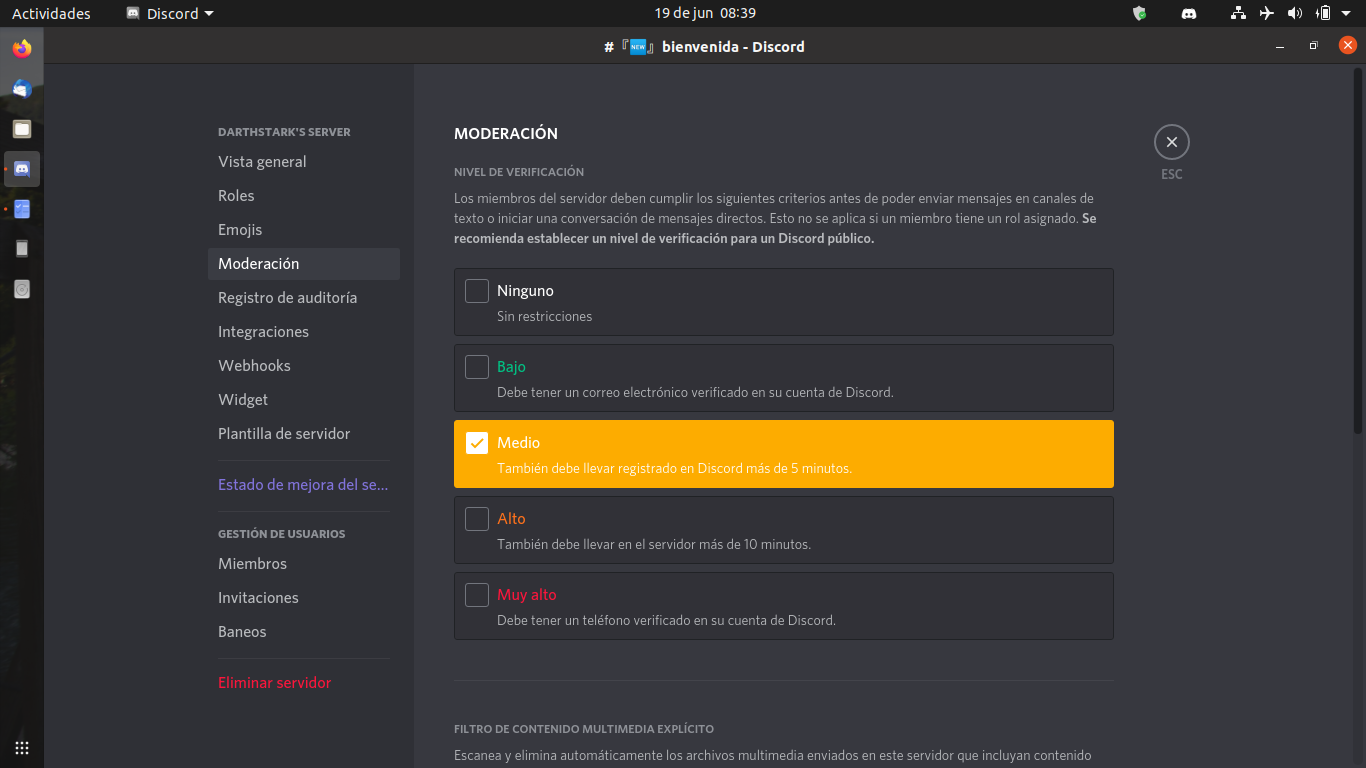 Actividades
Discord
19 de jun 08:39
# 『NEW』 bienvenida - Discord
DARTHSTARK'S SERVER
Vista general
Roles
Emojis
Moderación
Registro de auditoría
Integraciones
Webhooks
Widget
Plantilla de servidor
Estado de mejora del se...
GESTIÓN DE USUARIOS
Miembros
Invitaciones
Baneos
Eliminar servidor
MODERACIÓN
ESC
NIVEL DE VERIFICACIÓN
Los miembros del servidor deben cumplir los siguientes criterios antes de poder enviar mensajes en canales de
texto o iniciar una conversación de mensajes directos. Esto no se aplica si un miembro tiene un rol asignado. Se
recomienda establecer un nivel de verificación para un Discord público.
Ninguno
Sin restricciones
Bajo
Debe tener un correo electrónico verificado en su cuenta de Discord.
Medio
También debe llevar registrado en Discord más de 5 minutos.
Alto
También debe llevar en el servidor más de 10 minutos.
Muy alto
Debe tener un teléfono verificado en su cuenta de Discord.
FILTRO DE CONTENIDO MULTIMEDIA EXPLÍCITO
Escanea y elimina automáticamente los archivos multimedia enviados en este servidor que incluyan contenido